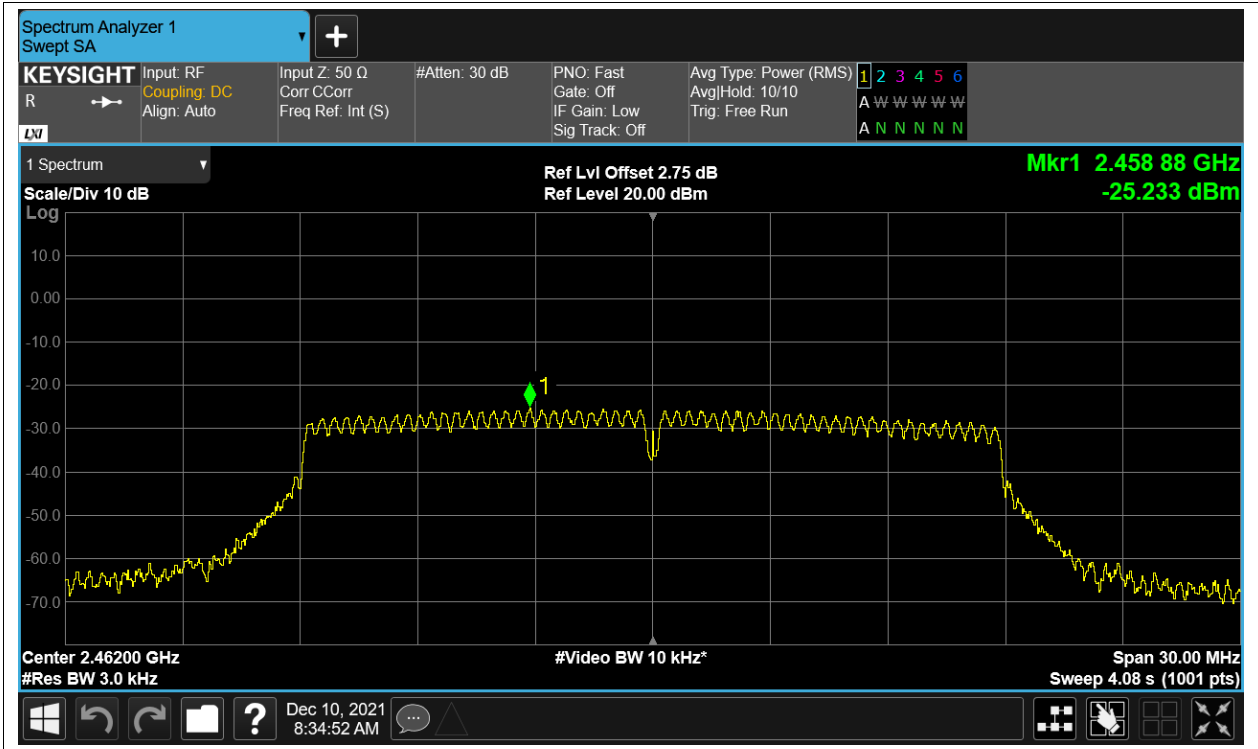 Spectrum Analyzer 1
Swept SA
KEYSIGHT
R
LXI
Input: RF
Coupling: DC
Align: Auto
Input Z: 50 Ω
Corr CCorr
Freq Ref: Int (S)
#Atten: 30 dB
PNO: Fast
Gate: Off
IF Gain: Low
Sig Track: Off
Avg Type: Power (RMS)
Avg|Hold: 10/10
Trig: Free Run
1 2 3 4 5 6
A W W W W W
A N N N N N
1 Spectrum
Scale/Div 10 dB
Log
Ref Lvl Offset 2.75 dB
Ref Level 20.00 dBm
Mkr1 2.458 88 GHz
-25.233 dBm
10.0
0.00
-10.0
-20.0
-30.0
-40.0
-50.0
-60.0
-70.0
1
Center 2.46200 GHz
#Res BW 3.0 kHz
#Video BW 10 kHz*
Span 30.00 MHz
Sweep 4.08 s (1001 pts)
?
Dec 10, 2021
8:34:52 AM